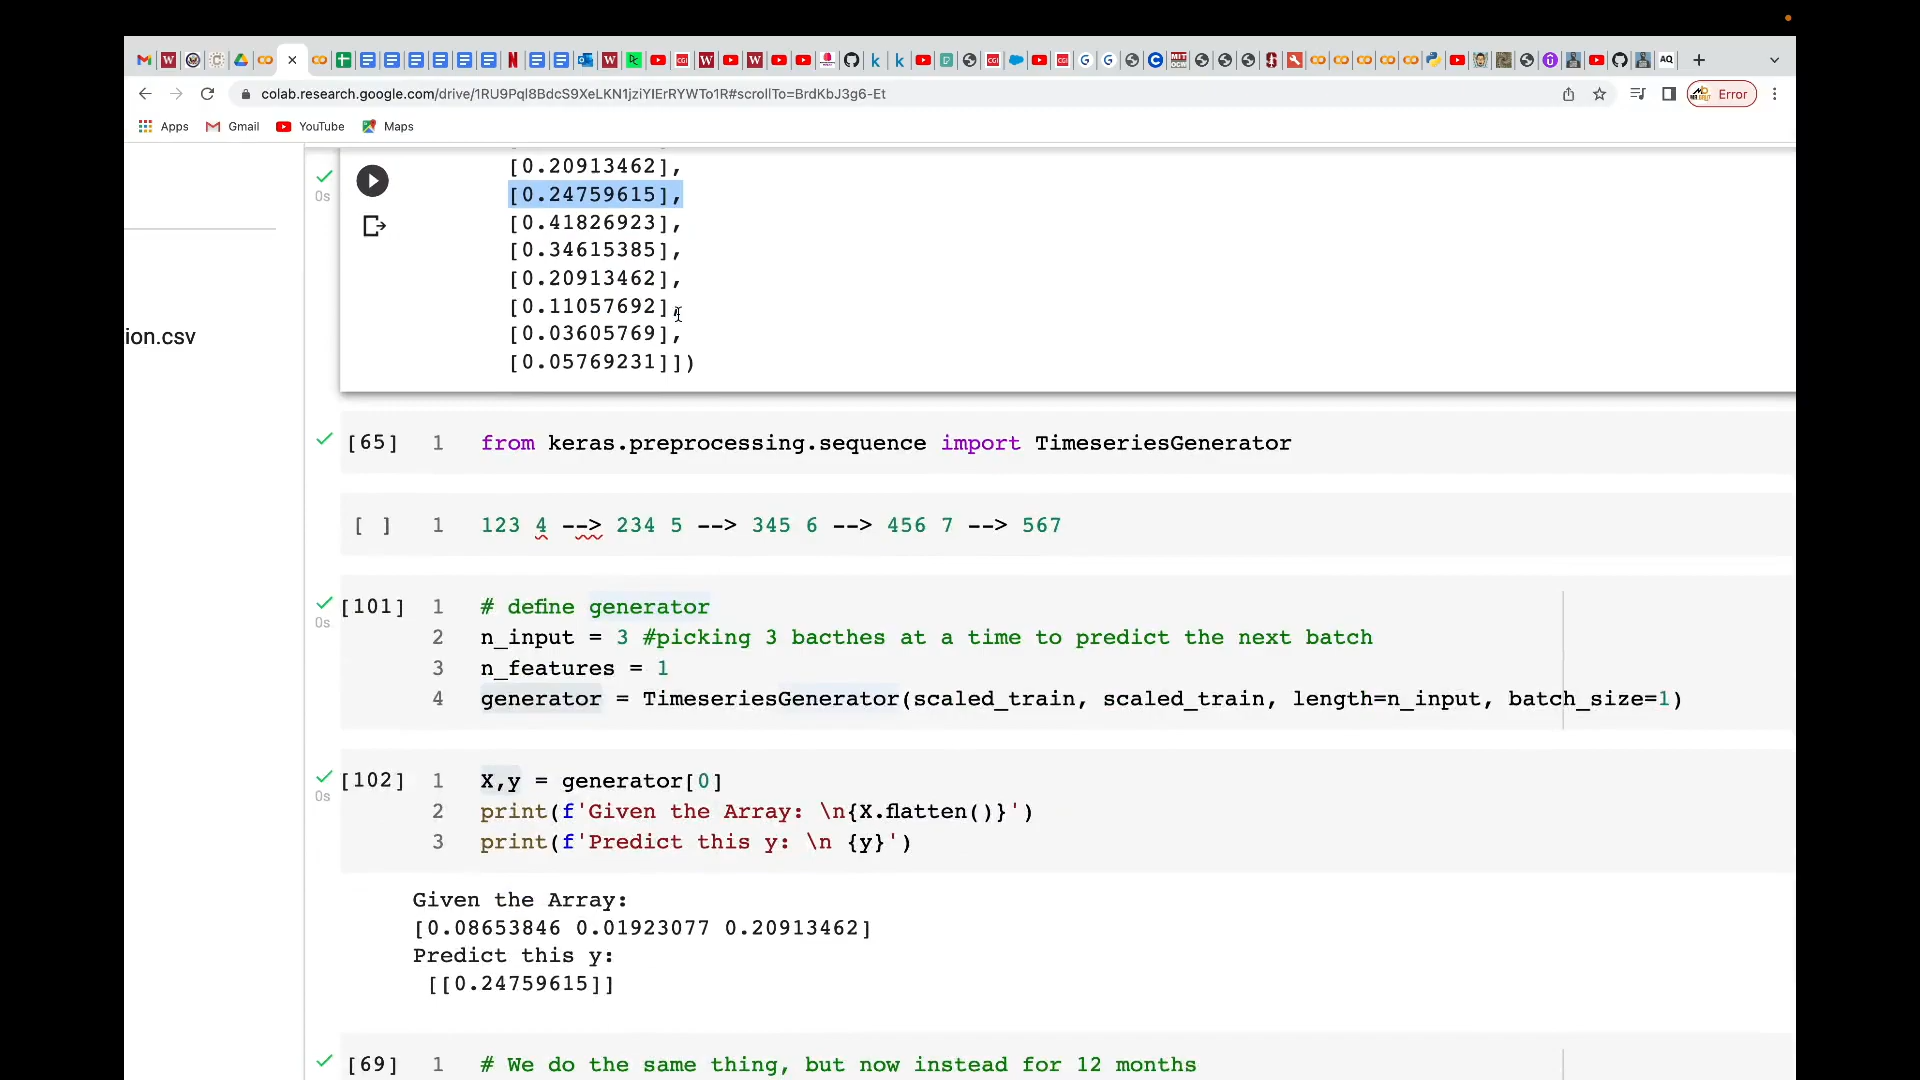 colab.research.google.com/drive/1RU9Pql8BdcS9XeLKN1jziYIErRYWTo1R#scrollTo=BrdKbJ3g6-Et
Error
Apps
Gmail
YouTube
Maps
ion.csv
0s
[0.20913462],
[0.24759615],
[0.41826923],
[0.34615385],
[0.20913462],
[0.11057692],
[0.03605769],
[0.05769231]])
[65] 1 from keras.preprocessing.sequence import TimeseriesGenerator
[ ] 1 123 4 --> 234 5 --> 345 6 --> 456 7 --> 567
[101] 1 # define generator
0s
2 n_input = 3 #picking 3 bacthes at a time to predict the next batch
3 n_features = 1
4 generator = TimeseriesGenerator(scaled_train, scaled_train, length=n_input, batch_size=1)
[102] 1 X,y = generator[0]
0s
2 print(f'Given the Array: \n{X.flatten()}')
3 print(f'Predict this y: \n {y}')
Given the Array:
[0.08653846 0.01923077 0.20913462]
Predict this y:
[[0.24759615]]
[69] 1 # We do the same thing, but now instead for 12 months